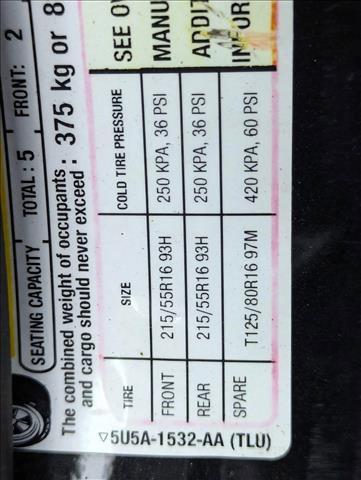 SEATING CAPACITY TOTAL : 5 FRONT: 2
The combined weight of occupants
and cargo should never exceed : 375 kg or 8
TIRE SIZE COLD TIRE PRESSURE SEE OV
FRONT 215/55R16 93H 250 KPA, 36 PSI MANU
REAR 215/55R16 93H 250 KPA, 36 PSI ADDIT
SPARE T125/80R16 97M 420 KPA, 60 PSI INFOR
▽5U5A-1532-AA (TLU)